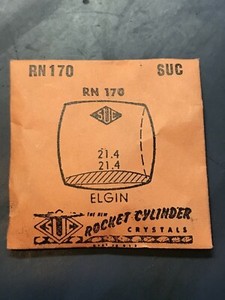 RN170 SUC
RN 170
SUC
21.4
21.4
ELGIN
SUC THE NEW ROCKET CYLINDER
CRYSTALS